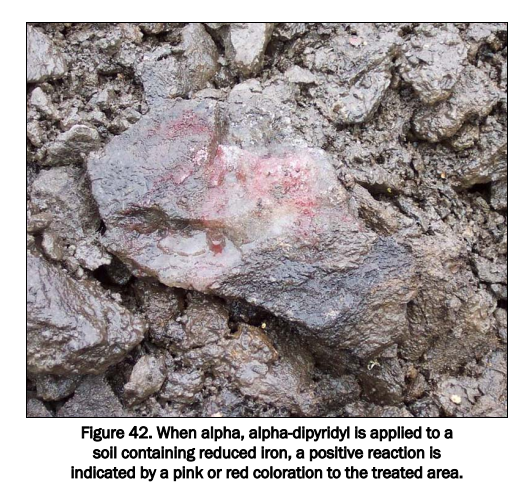 Figure 42. When alpha, alpha-dipyridyl is applied to a
soil containing reduced iron, a positive reaction is
indicated by a pink or red coloration to the treated area.